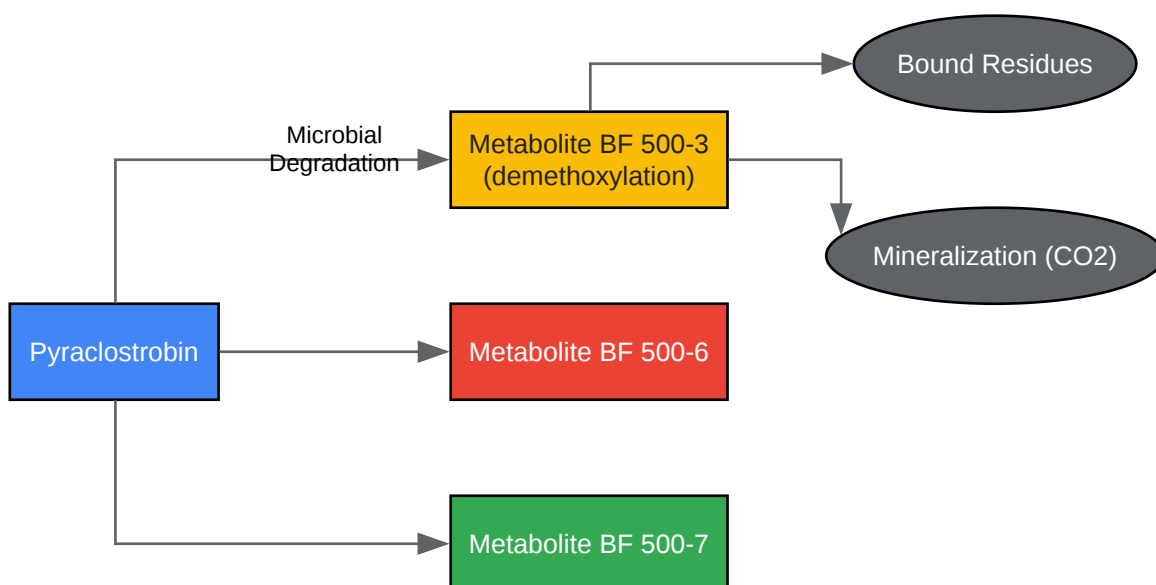 Bound Residues
Microbial
Degradation
Metabolite BF 500-3
(demethoxylation)
Mineralization (CO2)
Pyraclostrobin
Metabolite BF 500-6
Metabolite BF 500-7